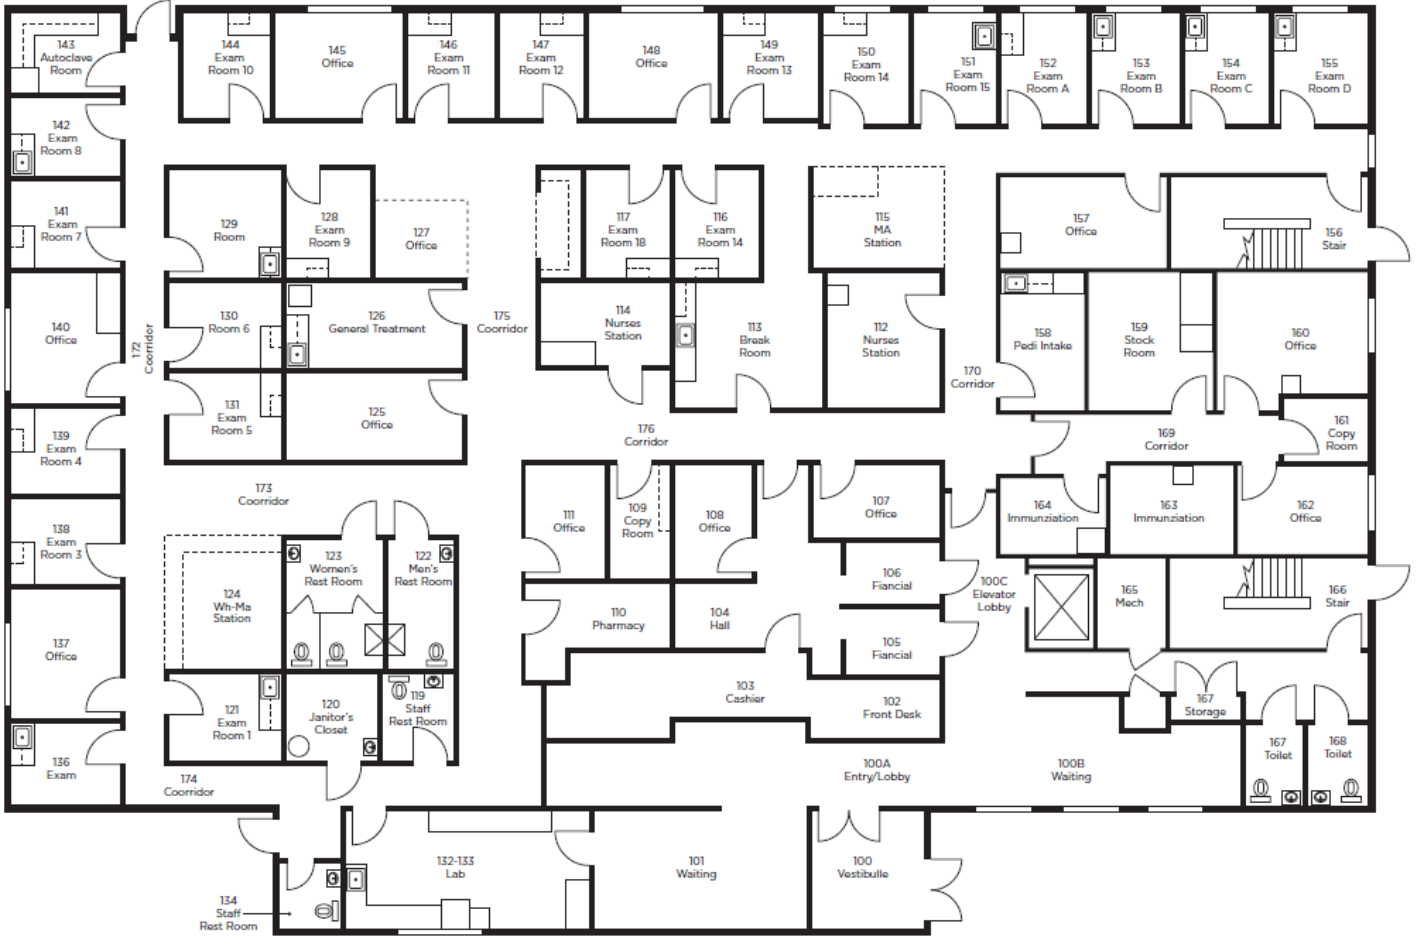 143
Autoclave
Room
144
Exam
Room 10
145
Office
146
Exam
Room 11
147
Exam
Room 12
148
Office
149
Exam
Room 13
150
Exam
Room 14
151
Exam
Room 15
152
Exam
Room A
153
Exam
Room B
154
Exam
Room C
155
Exam
Room D
142
Exam
Room 8
141
Exam
Room 7
129
Room
128
Exam
Room 9
127
Office
117
Exam
Room 18
116
Exam
Room 14
115
MA
Station
157
Office
156
Stair
140
Office
172
Coorridor
130
Room 6
126
General Treatment
175
Coorridor
114
Nurses
Station
113
Break
Room
112
Nurses
Station
170
Corridor
158
Pedi Intake
159
Stock
Room
160
Office
139
Exam
Room 4
131
Exam
Room 5
125
Office
176
Corridor
169
Corridor
161
Copy
Room
138
Exam
Room 3
173
Coorridor
111
Office
109
Copy
Room
108
Office
107
Office
164
Immunziation
163
Immunziation
162
Office
124
Wh-Ma
Station
123
Women's
Rest Room
122
Men's
Rest Room
110
Pharmacy
104
Hall
106
Fiancial
105
Fiancial
100C
Elevator
Lobby
165
Mech
166
Stair
137
Office
121
Exam
Room 1
120
Janitor's
Closet
119
Staff
Rest Room
103
Cashier
102
Front Desk
167
Storage
136
Exam
174
Coorridor
100A
Entry/Lobby
100B
Waiting
167
Toilet
168
Toilet
134
Staff
Rest Room
132-133
Lab
101
Waiting
100
Vestibulle